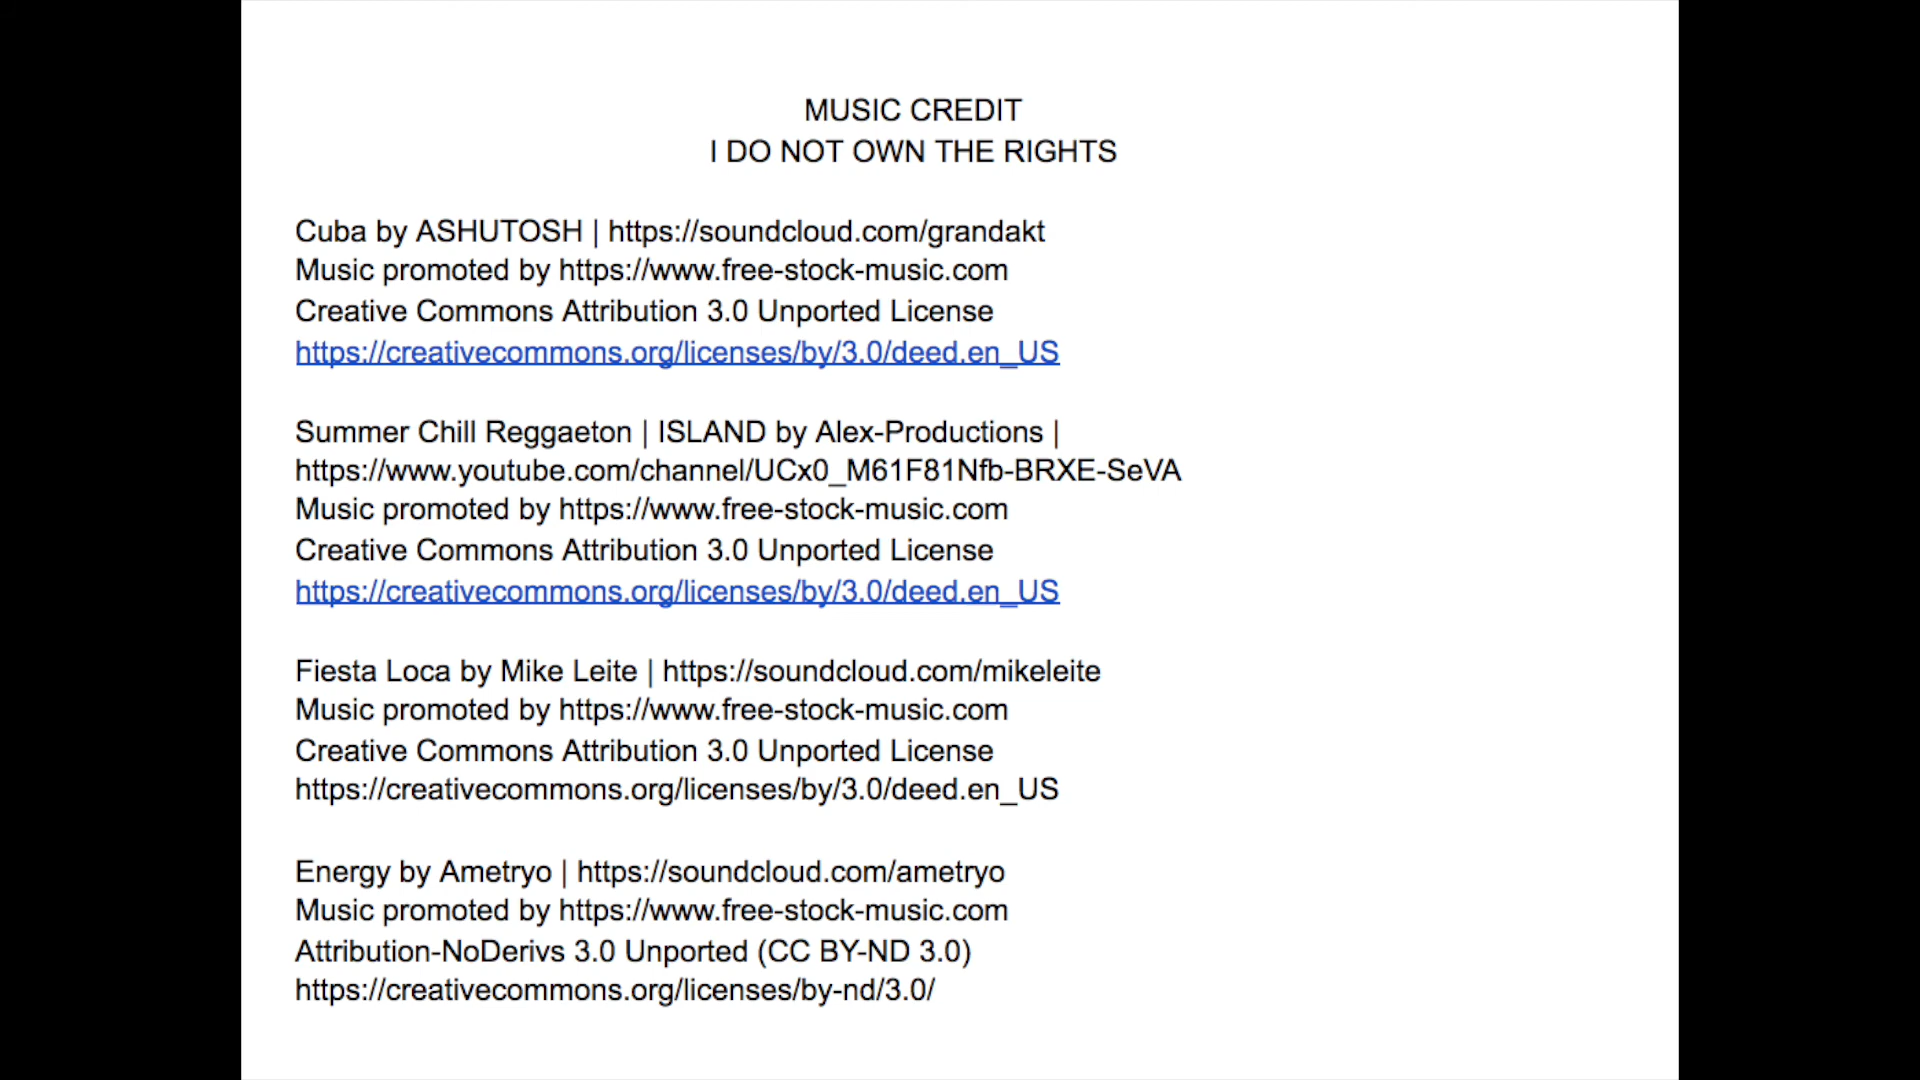 MUSIC CREDIT
I DO NOT OWN THE RIGHTS
Cuba by ASHUTOSH | https://soundcloud.com/grandakt
Music promoted by https://www.free-stock-music.com
Creative Commons Attribution 3.0 Unported License
https://creativecommons.org/licenses/by/3.0/deed.en_US
Summer Chill Reggaeton | ISLAND by Alex-Productions |
https://www.youtube.com/channel/UCx0_M61F81Nfb-BRXE-SeVA
Music promoted by https://www.free-stock-music.com
Creative Commons Attribution 3.0 Unported License
https://creativecommons.org/licenses/by/3.0/deed.en_US
Fiesta Loca by Mike Leite | https://soundcloud.com/mikeleite
Music promoted by https://www.free-stock-music.com
Creative Commons Attribution 3.0 Unported License
https://creativecommons.org/licenses/by/3.0/deed.en_US
Energy by Ametryo | https://soundcloud.com/ametryo
Music promoted by https://www.free-stock-music.com
Attribution-NoDerivs 3.0 Unported (CC BY-ND 3.0)
https://creativecommons.org/licenses/by-nd/3.0/